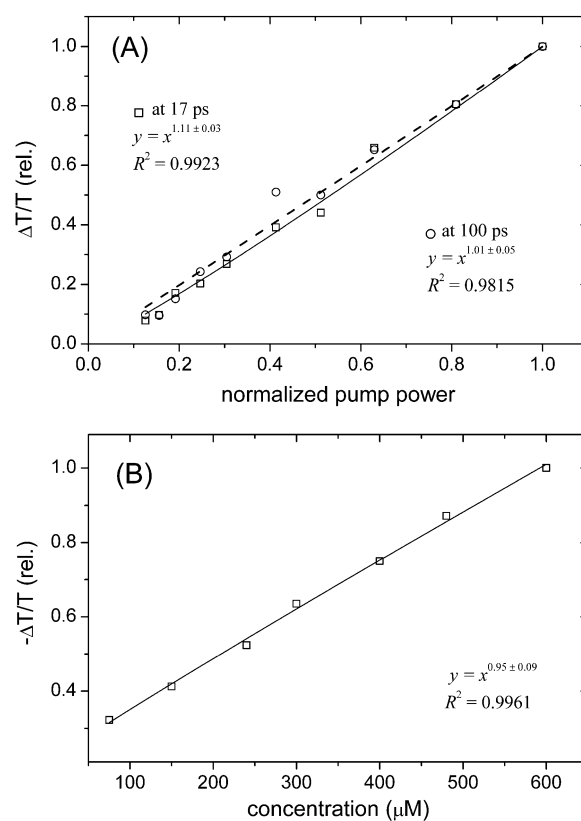 (A)
□ at 17 ps
y = x^1.11 ± 0.03
R² = 0.9923
○ at 100 ps
y = x^1.01 ± 0.05
R² = 0.9815
ΔT/T (rel.)
1.0
0.8
0.6
0.4
0.2
0.0
0.0 0.2 0.4 0.6 0.8 1.0
normalized pump power
(B)
-ΔT/T (rel.)
1.0
0.8
0.6
0.4
y = x^0.95 ± 0.09
R² = 0.9961
100 200 300 400 500 600
concentration (μM)